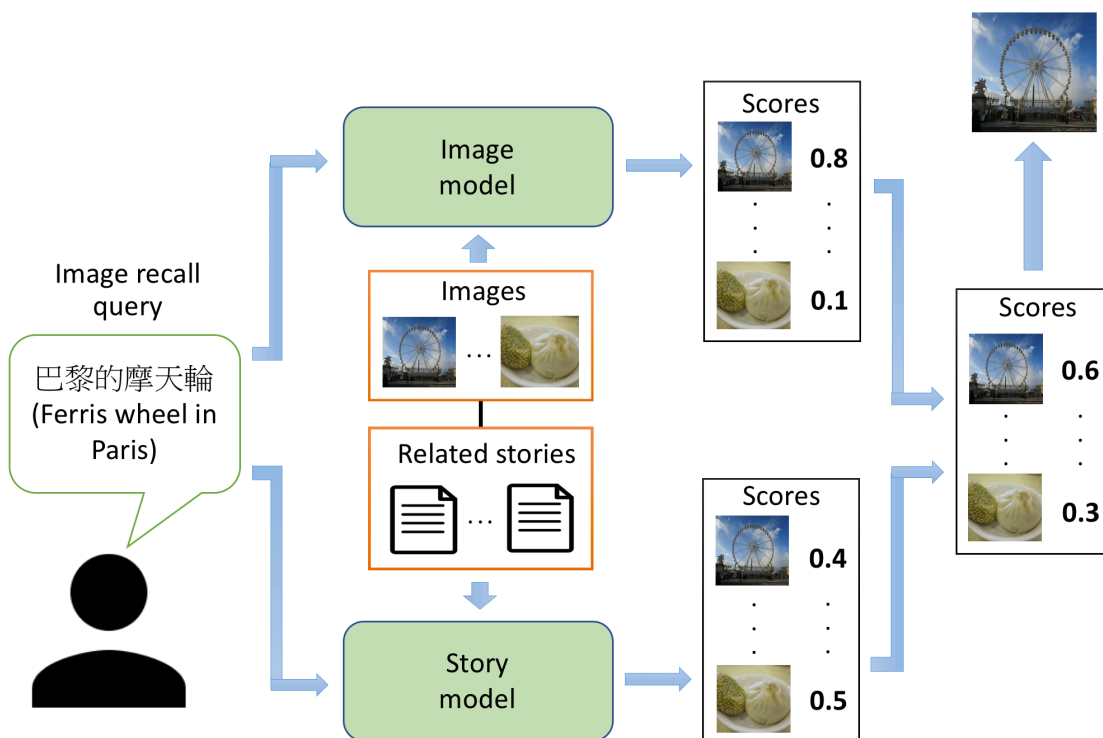 Image recall
query
巴黎的摩天輪
(Ferris wheel in
Paris)
Image
model
Images
...
Related stories
...
Story
model
Scores
0.8
0.1
Scores
0.4
0.5
Scores
0.6
0.3